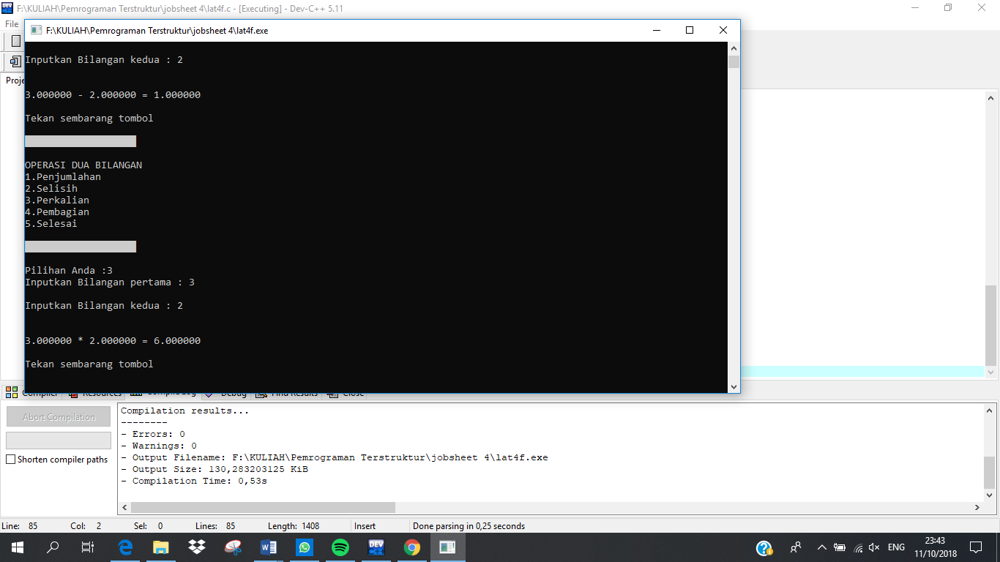 F:\KULIAH\Pemrograman Terstruktur\jobsheet 4\lat4f.c - [Executing] - Dev-C++ 5.11
File
F:\KULIAH\Pemrograman Terstruktur\jobsheet 4\lat4f.exe
Proje
Inputkan Bilangan kedua : 2
3.000000 - 2.000000 = 1.000000
Tekan sembarang tombol
OPERASI DUA BILANGAN
1.Penjumlahan
2.Selisih
3.Perkalian
4.Pembagian
5.Selesai
Pilihan Anda :3
Inputkan Bilangan pertama : 3
Inputkan Bilangan kedua : 2
3.000000 * 2.000000 = 6.000000
Tekan sembarang tombol
Compiler Resources Compile Log Debug Find Results Close
Abort Compilation
Shorten compiler paths
Compilation results...
--------
- Errors: 0
- Warnings: 0
- Output Filename: F:\KULIAH\Pemrograman Terstruktur\jobsheet 4\lat4f.exe
- Output Size: 130,283203125 KiB
- Compilation Time: 0,53s
Line: 85 Col: 2 Sel: 0 Lines: 85 Length: 1408 Insert Done parsing in 0,25 seconds
ENG
23:43
11/10/2018